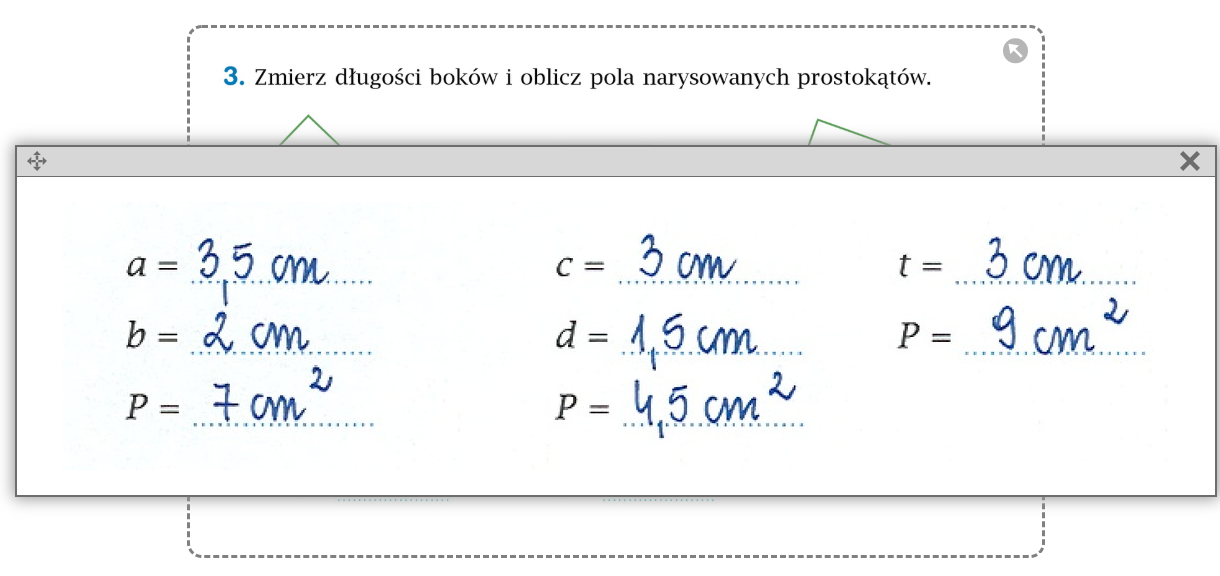 3. Zmierz długości boków i oblicz pola narysowanych prostokątów.
a = 3,5 cm
b = 2 cm
P = 7 cm²
c = 3 cm
d = 1,5 cm
P = 4,5 cm²
t = 3 cm
P = 9 cm²